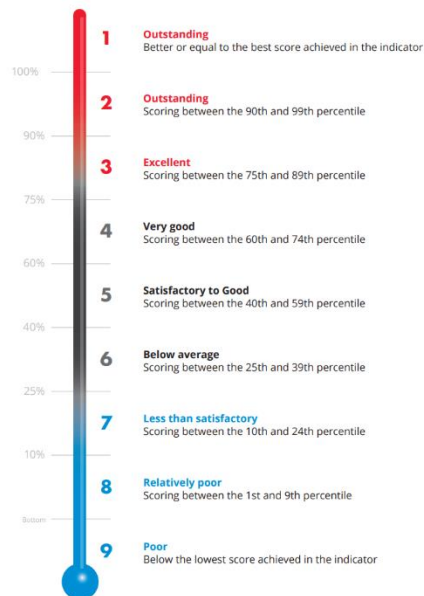 1 Outstanding
Better or equal to the best score achieved in the indicator
100%
2 Outstanding
Scoring between the 90th and 99th percentile
90%
3 Excellent
Scoring between the 75th and 89th percentile
75%
4 Very good
Scoring between the 60th and 74th percentile
60%
5 Satisfactory to Good
Scoring between the 40th and 59th percentile
40%
6 Below average
Scoring between the 25th and 39th percentile
25%
7 Less than satisfactory
Scoring between the 10th and 24th percentile
10%
8 Relatively poor
Scoring between the 1st and 9th percentile
Bottom
9 Poor
Below the lowest score achieved in the indicator